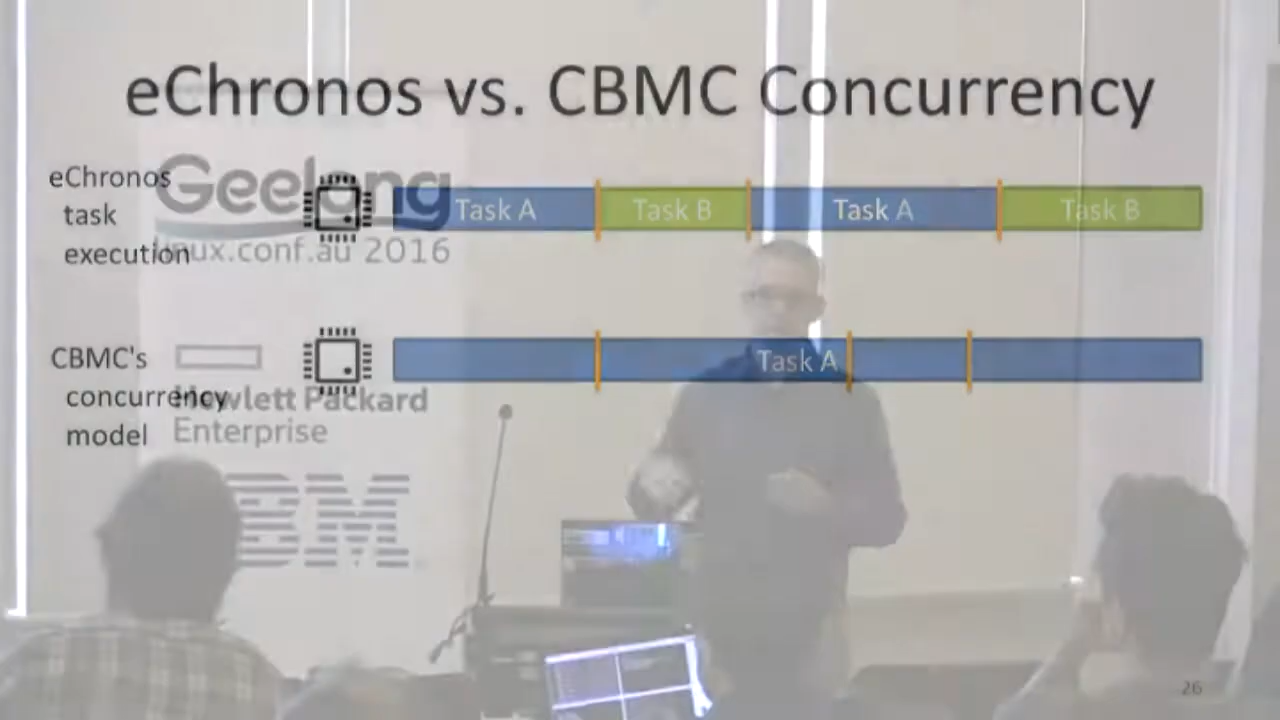 eChronos vs. CBMC Concurrency
eChronos
task
execution
Task A
Task B
Task A
Task B
Geelong
linux.conf.au 2016
CBMC's
concurrency
model
Task A
Hewlett Packard
Enterprise
IBM
26